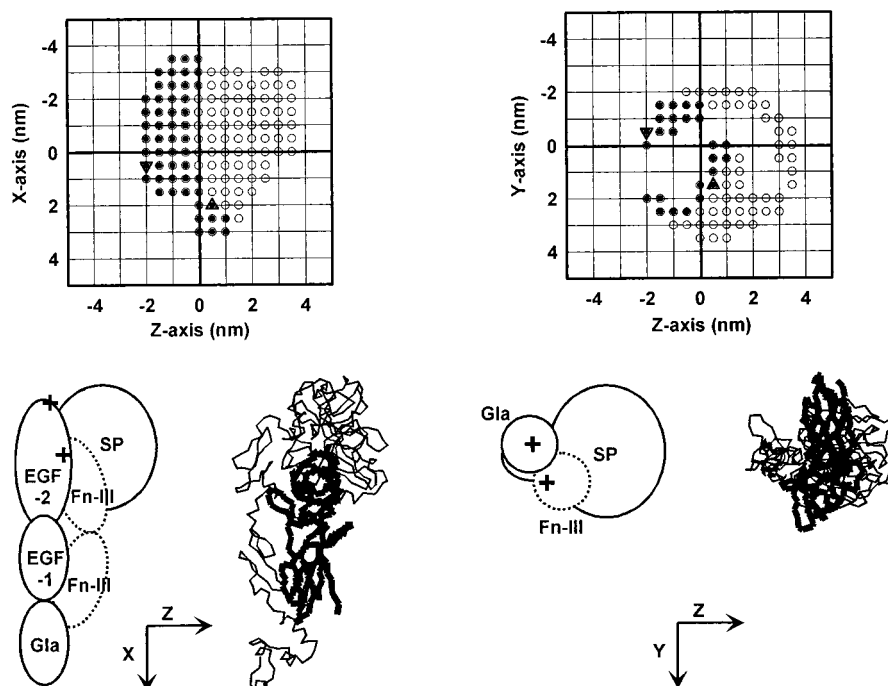 -4
-2
0
2
4
X-axis (nm)
-4 -2 0 2 4
Z-axis (nm)
-4
-2
0
2
4
Y-axis (nm)
-4 -2 0 2 4
Z-axis (nm)
SP
EGF
-2
Fn-III
EGF
-1
Fn-III
Gla
Z
X
Gla
SP
Fn-III
Z
Y